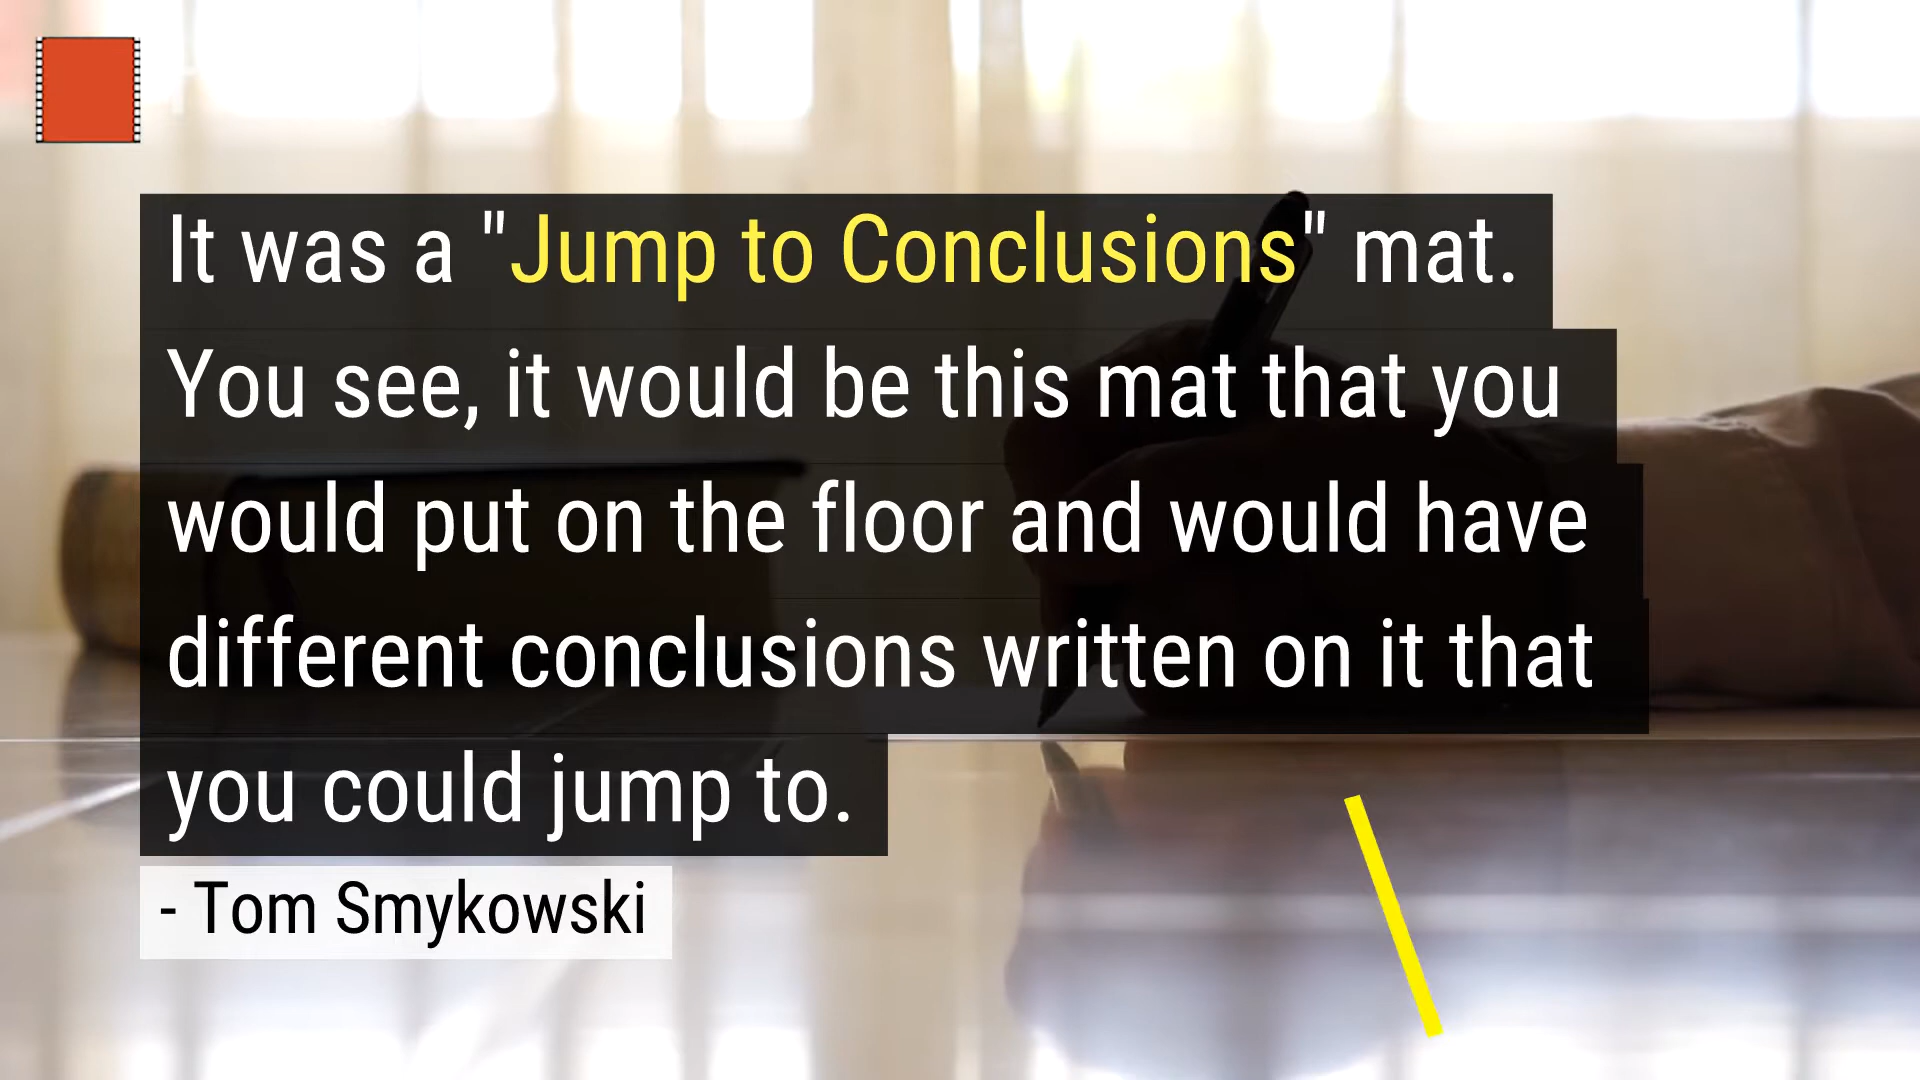 It was a "Jump to Conclusions" mat.
You see, it would be this mat that you
would put on the floor and would have
different conclusions written on it that
you could jump to.
- Tom Smykowski